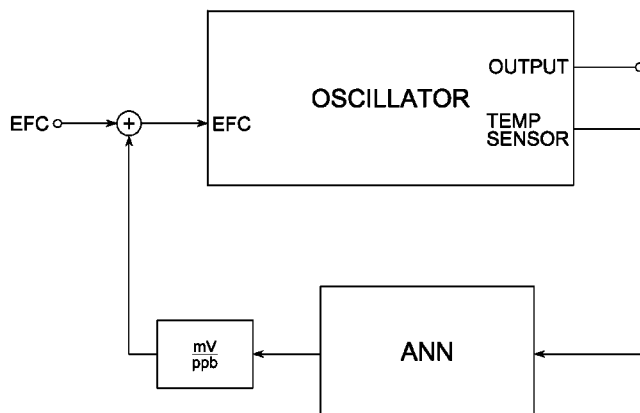 OUTPUT
OSCILLATOR
EFC
+
EFC
TEMP
SENSOR
mV
ppb
ANN